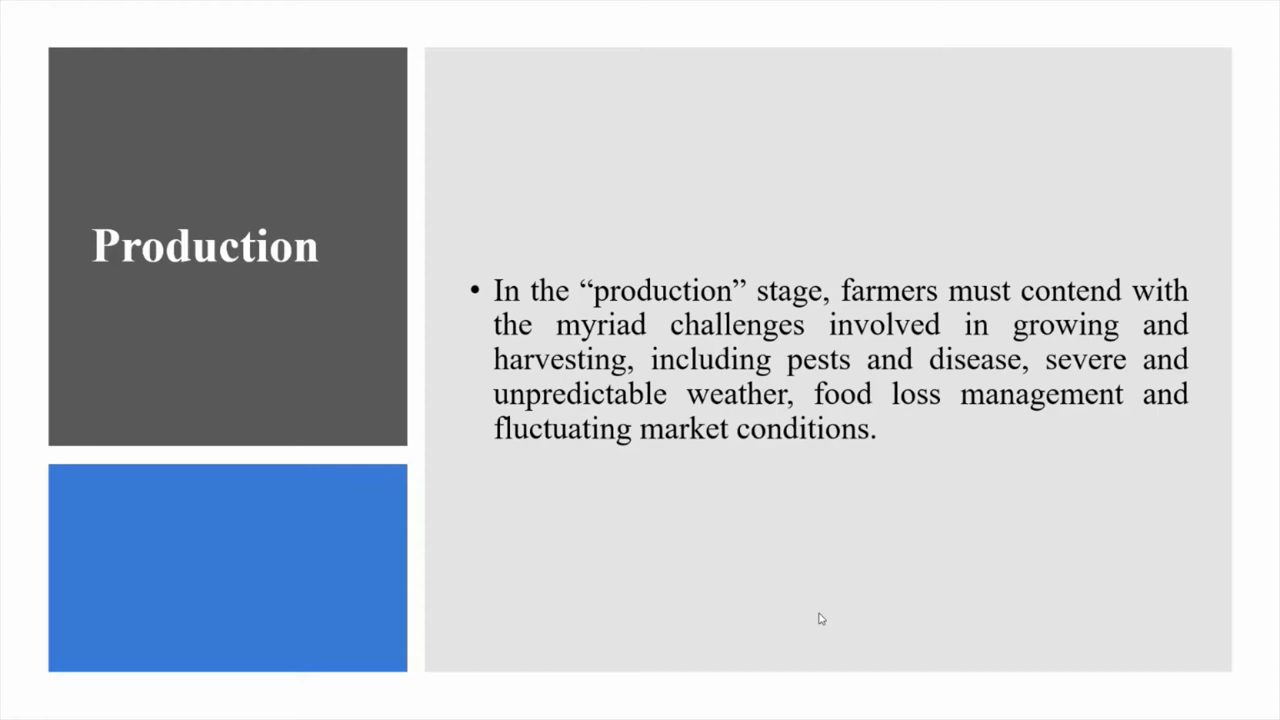 Production
• In the “production” stage, farmers must contend with
the myriad challenges involved in growing and
harvesting, including pests and disease, severe and
unpredictable weather, food loss management and
fluctuating market conditions.